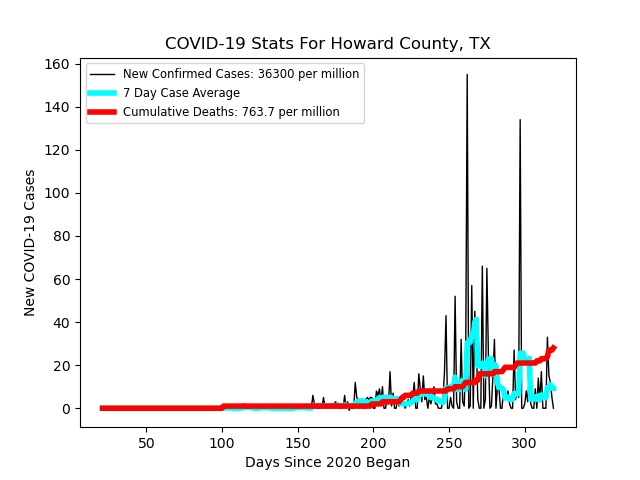 COVID-19 Stats For Howard County, TX
New Confirmed Cases: 36300 per million
7 Day Case Average
Cumulative Deaths: 763.7 per million
160
140
120
100
80
60
40
20
0
New COVID-19 Cases
50
100
150
200
250
300
Days Since 2020 Began